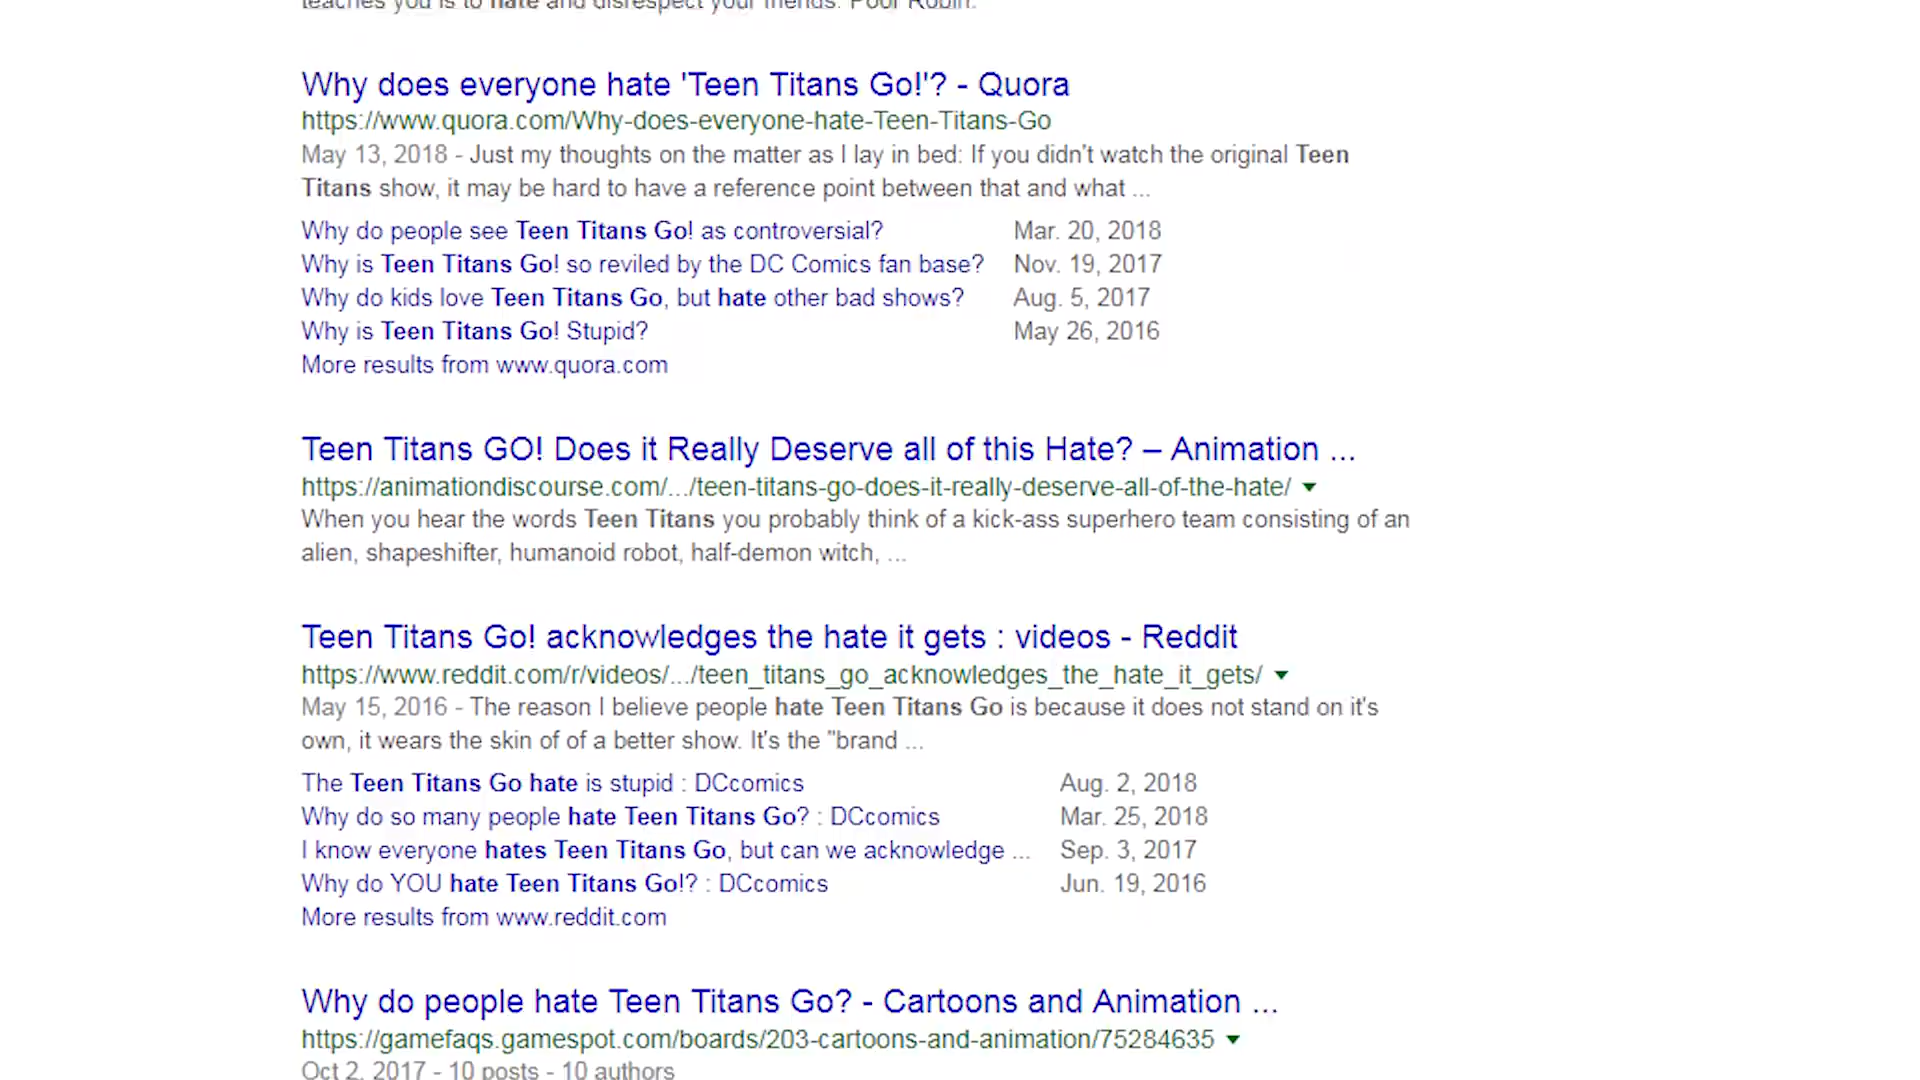 teaches you is to hate and disrespect your friends. Poor Robin.
Why does everyone hate 'Teen Titans Go!'? - Quora
https://www.quora.com/Why-does-everyone-hate-Teen-Titans-Go
May 13, 2018 - Just my thoughts on the matter as I lay in bed: If you didn't watch the original Teen
Titans show, it may be hard to have a reference point between that and what ...
Why do people see Teen Titans Go! as controversial? Mar. 20, 2018
Why is Teen Titans Go! so reviled by the DC Comics fan base? Nov. 19, 2017
Why do kids love Teen Titans Go, but hate other bad shows? Aug. 5, 2017
Why is Teen Titans Go! Stupid? May 26, 2016
More results from www.quora.com
Teen Titans GO! Does it Really Deserve all of this Hate? – Animation ...
https://animationdiscourse.com/.../teen-titans-go-does-it-really-deserve-all-of-the-hate/
When you hear the words Teen Titans you probably think of a kick-ass superhero team consisting of an
alien, shapeshifter, humanoid robot, half-demon witch, ...
Teen Titans Go! acknowledges the hate it gets : videos - Reddit
https://www.reddit.com/r/videos/.../teen_titans_go_acknowledges_the_hate_it_gets/
May 15, 2016 - The reason I believe people hate Teen Titans Go is because it does not stand on it's
own, it wears the skin of of a better show. It's the "brand ...
The Teen Titans Go hate is stupid : DCcomics Aug. 2, 2018
Why do so many people hate Teen Titans Go? : DCcomics Mar. 25, 2018
I know everyone hates Teen Titans Go, but can we acknowledge ... Sep. 3, 2017
Why do YOU hate Teen Titans Go!? : DCcomics Jun. 19, 2016
More results from www.reddit.com
Why do people hate Teen Titans Go? - Cartoons and Animation ...
https://gamefaqs.gamespot.com/boards/203-cartoons-and-animation/75284635
Oct 2, 2017 - 10 posts - 10 authors